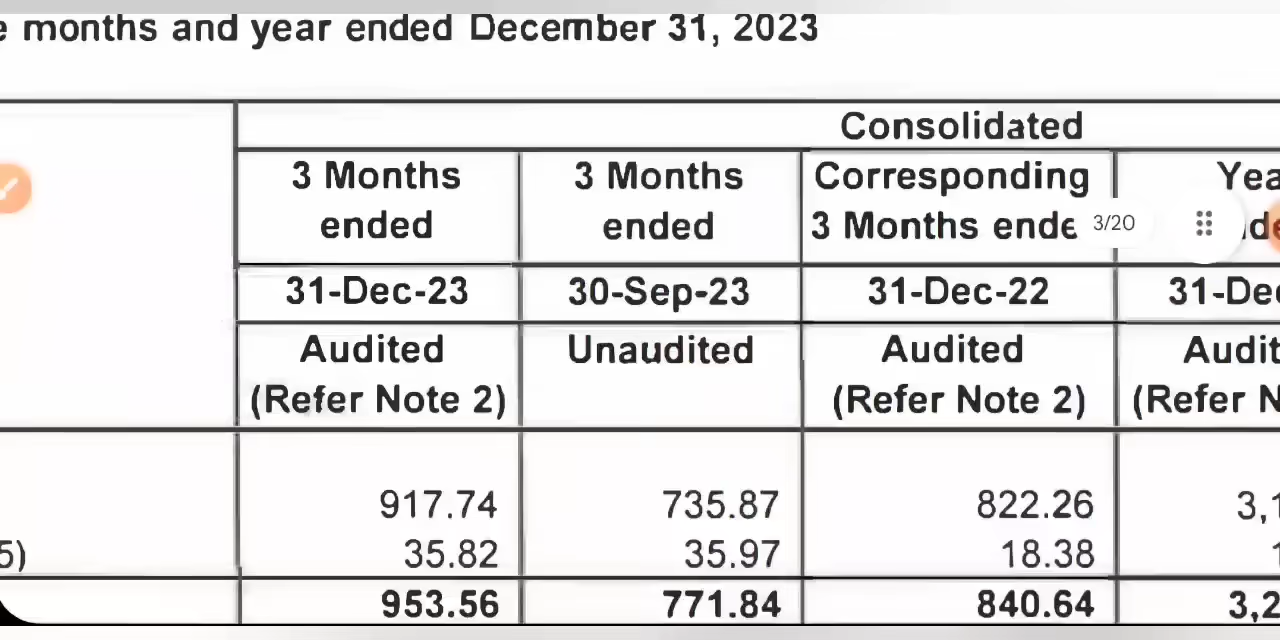 months and year ended December 31, 2023
Consolidated
3 Months ended
3 Months ended
Corresponding 3 Months ende
3/20
31-Dec-23
30-Sep-23
31-Dec-22
Audited (Refer Note 2)
Unaudited
Audited (Refer Note 2)
917.74 735.87 822.26
5) 35.82 35.97 18.38
953.56 771.84 840.64